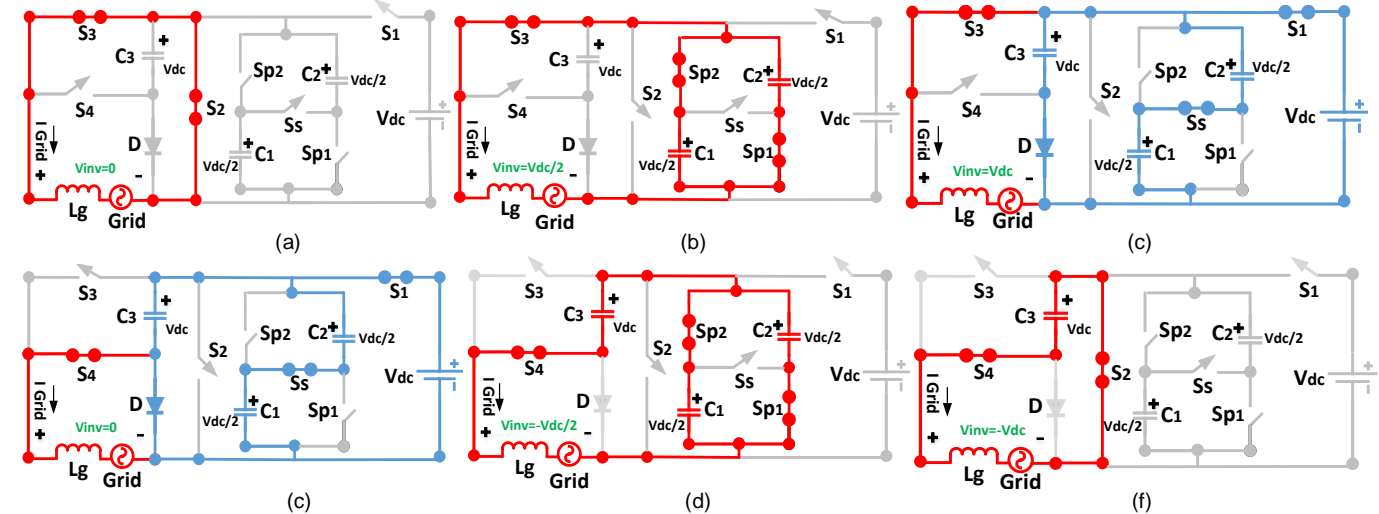 S3
S1
C3
+
Vdc
Sp2
C2
+
Vdc/2
S4
S2
Ss
Vdc
+
I Grid
D
+
C1
Vdc/2
Sp1
Vinv=0
+
-
Lg
Grid
(a)
S3
S1
C3
+
Vdc
Sp2
C2
+
Vdc/2
S4
S2
Ss
Vdc
+
I Grid
D
+
C1
Vdc/2
Sp1
Vinv=Vdc/2
+
-
Lg
Grid
(b)
S3
S1
C3
+
Vdc
Sp2
C2
+
Vdc/2
S4
S2
Ss
Vdc
+
I Grid
D
+
C1
Vdc/2
Sp1
Vinv=Vdc
+
-
Lg
Grid
(c)
S3
S1
C3
+
Vdc
Sp2
C2
+
Vdc/2
S4
S2
Ss
Vdc
+
I Grid
D
+
C1
Vdc/2
Sp1
Vinv=0
+
-
Lg
Grid
(c)
S3
S1
C3
+
Vdc
Sp2
C2
+
Vdc/2
S4
S2
Ss
Vdc
+
I Grid
D
+
C1
Vdc/2
Sp1
Vinv=-Vdc/2
+
-
Lg
Grid
(d)
S3
S1
C3
+
Vdc
Sp2
C2
+
Vdc/2
S4
S2
Ss
Vdc
+
I Grid
D
+
C1
Vdc/2
Sp1
Vinv=-Vdc
+
-
Lg
Grid
(f)